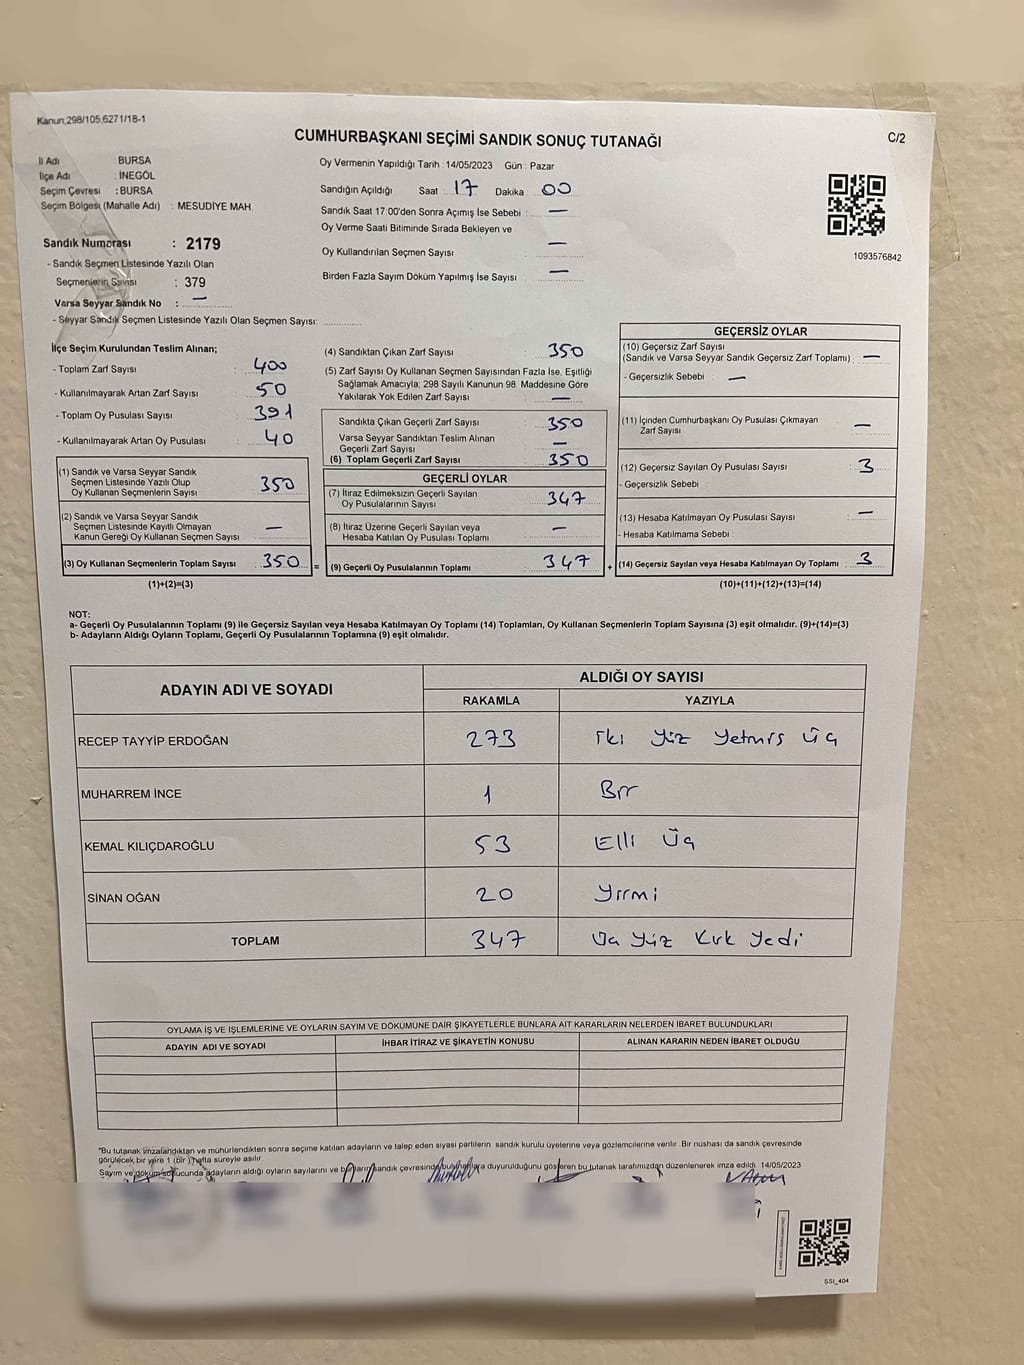 Kanun;298/105;6271/18-1
C/2
CUMHURBAŞKANI SEÇİMİ SANDIK SONUÇ TUTANAĞI
İl Adı : BURSA
İlçe Adı : İNEGÖL
Seçim Çevresi : BURSA
Seçim Bölgesi (Mahalle Adı) : MESUDİYE MAH.
Sandık Numarası : 2179
- Sandık Seçmen Listesinde Yazılı Olan
Seçmenlerin Sayısı : 379
Varsa Seyyar Sandık No : —
- Seyyar Sandık Seçmen Listesinde Yazılı Olan Seçmen Sayısı:
Oy Vermenin Yapıldığı Tarih : 14/05/2023 Gün : Pazar
Sandığın Açıldığı Saat : 17 Dakika : 00
Sandık Saat 17:00'den Sonra Açımış İse Sebebi : —
Oy Verme Saati Bitiminde Sırada Bekleyen ve
Oy Kullandırılan Seçmen Sayısı : —
Birden Fazla Sayım Döküm Yapılmış İse Sayısı : —
1093576842
İlçe Seçim Kurulundan Teslim Alınan;
- Toplam Zarf Sayısı : 400
- Kullanılmayarak Artan Zarf Sayısı : 50
- Toplam Oy Pusulası Sayısı : 391
- Kullanılmayarak Artan Oy Pusulası : 40
(1) Sandık ve Varsa Seyyar Sandık
Seçmen Listesinde Yazılı Olup
Oy Kullanan Seçmenlerin Sayısı : 350
(2) Sandık ve Varsa Seyyar Sandık
Seçmen Listesinde Kayıtlı Olmayan
Kanun Gereği Oy Kullanan Seçmen Sayısı : —
(3) Oy Kullanan Seçmenlerin Toplam Sayısı : 350
(1)+(2)=(3)
(4) Sandıktan Çıkan Zarf Sayısı : 350
(5) Zarf Sayısı Oy Kullanan Seçmen Sayısından Fazla İse, Eşitliği
Sağlamak Amacıyla; 298 Sayılı Kanunun 98. Maddesine Göre
Yakılarak Yok Edilen Zarf Sayısı : —
Sandıkta Çıkan Geçerli Zarf Sayısı : 350
Varsa Seyyar Sandıktan Teslim Alınan
Geçerli Zarf Sayısı : —
(6) Toplam Geçerli Zarf Sayısı : 350
GEÇERLİ OYLAR
(7) İtiraz Edilmeksizin Geçerli Sayılan
Oy Pusulalarının Sayısı : 347
(8) İtiraz Üzerine Geçerli Sayılan veya
Hesaba Katılan Oy Pusulası Toplamı : —
= (9) Geçerli Oy Pusulalarının Toplamı : 347 +
GEÇERSİZ OYLAR
(10) Geçersiz Zarf Sayısı
(Sandık ve Varsa Seyyar Sandık Geçersiz Zarf Toplamı) : —
- Geçersizlik Sebebi : —
(11) İçinden Cumhurbaşkanı Oy Pusulası Çıkmayan
Zarf Sayısı : —
(12) Geçersiz Sayılan Oy Pusulası Sayısı : 3
- Geçersizlik Sebebi :
(13) Hesaba Katılmayan Oy Pusulası Sayısı : —
- Hesaba Katılmama Sebebi :
(14) Geçersiz Sayılan veya Hesaba Katılmayan Oy Toplamı : 3
(10)+(11)+(12)+(13)=(14)
NOT:
a- Geçerli Oy Pusulalarının Toplamı (9) ile Geçersiz Sayılan veya Hesaba Katılmayan Oy Toplamı (14) Toplamları, Oy Kullanan Seçmenlerin Toplam Sayısına (3) eşit olmalıdır. (9)+(14)=(3)
b- Adayların Aldığı Oyların Toplamı, Geçerli Oy Pusulalarının Toplamına (9) eşit olmalıdır.
ADAYIN ADI VE SOYADI
ALDIĞI OY SAYISI
RAKAMLA YAZIYLA
RECEP TAYYİP ERDOĞAN 273 iki yüz yetmiş üç
MUHARREM İNCE 1 Bir
KEMAL KILIÇDAROĞLU 53 Elli Üç
SİNAN OĞAN 20 Yirmi
TOPLAM 347 Üç Yüz Kırk Yedi
OYLAMA İŞ VE İŞLEMLERİNE VE OYLARIN SAYIM VE DÖKÜMÜNE DAİR ŞİKAYETLERLE BUNLARA AİT KARARLARIN NELERDEN İBARET BULUNDUKLARI
ADAYIN ADI VE SOYADI İHBAR İTİRAZ VE ŞİKAYETİN KONUSU ALINAN KARARIN NEDEN İBARET OLDUĞU
*Bu tutanak imzalandıktan ve mühürlendikten sonra seçime katılan adayların ve talep eden siyasi partilerin sandık kurulu üyelerine veya gözlemcilerine verilir .Bir nüshası da sandık çevresinde
görülecek bir yere 1 (bir ) hafta süreyle asılır.
Sayım ve döküm sonucunda adayların aldığı oyların sayılarını ve bunların sandık çevresinde bulunanlara duyurulduğunu gösteren bu tutanak tarafımızdan düzenlenerek imza edildi. 14/05/2023
SSI_404